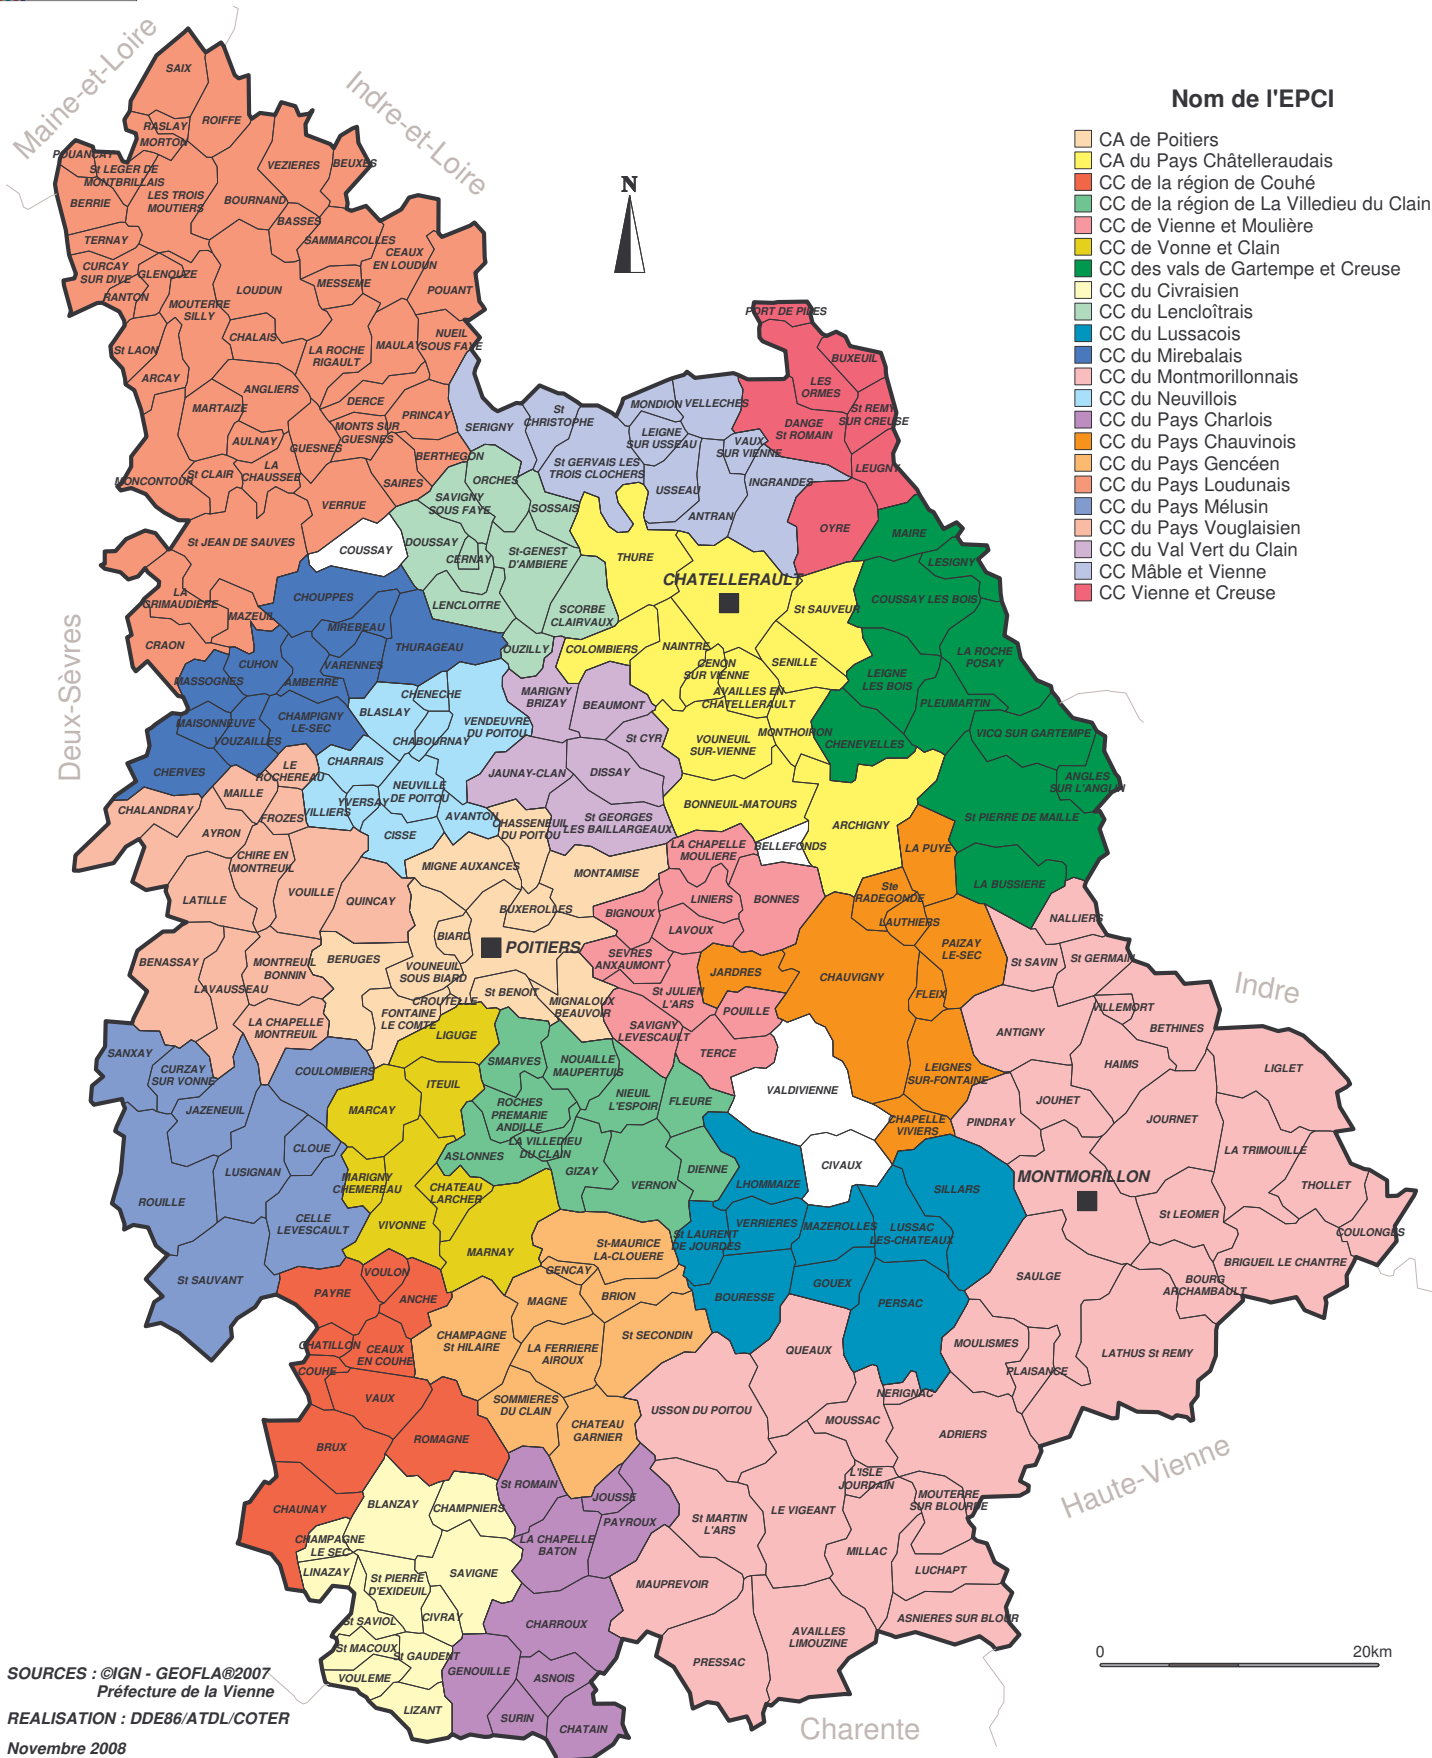 Maine-et-Loire
Indre-et-Loire
Deux-Sèvres
Indre
Haute-Vienne
Charente
N
Nom de l'EPCI
CA de Poitiers
CA du Pays Châtelleraudais
CC de la région de Couhé
CC de la région de La Villedieu du Clain
CC de Vienne et Moulière
CC de Vonne et Clain
CC des vals de Gartempe et Creuse
CC du Civraisien
CC du Lencloîtrais
CC du Lussacois
CC du Mirebalais
CC du Montmorillonnais
CC du Neuvillois
CC du Pays Charlois
CC du Pays Chauvinois
CC du Pays Gencéen
CC du Pays Loudunais
CC du Pays Mélusin
CC du Pays Vouglaisien
CC du Val Vert du Clain
CC Mâble et Vienne
CC Vienne et Creuse
SAIX
RASLAY
ROIFFE
MORTON
POUANCAY
St LEGER DE
MONTBRILLAIS
VEZIERES
BEUXES
BERRIE
LES TROIS
MOUTIERS
BOURNAND
BASSES
TERNAY
SAMMARCOLLES
CEAUX
EN LOUDUN
CURCAY
SUR DIVE
GLENOUZE
RANTON
MOUTERRE
SILLY
LOUDUN
MESSEME
POUANT
St LAON
CHALAIS
LA ROCHE
RIGAULT
MAULAY
NUEIL
SOUS FAYE
ARCAY
ANGLIERS
MARTAIZE
DERCE
PRINCAY
AULNAY
GUESNES
MONTS SUR
GUESNES
BERTHEGON
MONCONTOUR
St CLAIR
LA
CHAUSSEE
SAIRES
VERRUE
St JEAN DE SAUVES
COUSSAY
LA
GRIMAUDIERE
MAZEUIL
CRAON
SERIGNY
St
CHRISTOPHE
MONDION
VELLECHES
LEIGNE
SUR USSEAU
VAUX
SUR VIENNE
St GERVAIS LES
TROIS CLOCHERS
USSEAU
INGRANDES
ANTRAN
PORT DE PILES
BUXEUIL
LES
ORMES
St REMY
SUR CREUSE
DANGE
St ROMAIN
LEUGNY
OYRE
ORCHES
SAVIGNY
SOUS FAYE
SOSSAIS
DOUSSAY
CERNAY
St-GENEST
D'AMBIERE
LENCLOITRE
SCORBE
CLAIRVAUX
OUZILLY
THURE
CHATELLERAULT
St SAUVEUR
COLOMBIERS
NAINTRE
CENON
SUR VIENNE
SENILLE
AVAILLES EN
CHATELLERAULT
VOUNEUIL
SUR-VIENNE
MONTHOIRON
BONNEUIL-MATOURS
ARCHIGNY
BELLEFONDS
MAIRE
LESIGNY
COUSSAY LES BOIS
LA ROCHE
POSAY
LEIGNE
LES BOIS
PLEUMARTIN
VICQ SUR GARTEMPE
CHENEVELLES
ANGLES
SUR L'ANGLIN
St PIERRE DE MAILLE
LA BUSSIERE
CHOUPPES
MIREBEAU
THURAGEAU
CUHON
VARENNES
MASSOGNES
AMBERRE
MAISONNEUVE
CHAMPIGNY
LE-SEC
VOUZAILLES
CHERVES
CHENECHE
BLASLAY
VENDEUVRE
DU POITOU
CHABOURNAY
CHARRAIS
NEUVILLE
DE POITOU
YVERSAY
VILLIERS
AVANTON
CISSE
MARIGNY
BRIZAY
BEAUMONT
St CYR
JAUNAY-CLAN
DISSAY
St GEORGES
LES BAILLARGEAUX
LE
ROCHEREAU
MAILLE
CHALANDRAY
FROZES
AYRON
CHIRE EN
MONTREUIL
LATILLE
VOUILLE
QUINCAY
BENASSAY
MONTREUIL
BONNIN
LAVAUSSEAU
LA CHAPELLE
MONTREUIL
CHASSENEUIL
DU POITOU
MIGNE AUXANCES
MONTAMISE
BUXEROLLES
BIARD
POITIERS
BERUGES
VOUNEUIL
SOUS BIARD
St BENOIT
CROUTELLE
FONTAINE
LE COMTE
MIGNALOUX
BEAUVOIR
LA CHAPELLE
MOULIERE
LINIERS
BONNES
BIGNOUX
LAVOUX
SEVRES
ANXAUMONT
St JULIEN
L'ARS
POUILLE
SAVIGNY
LEVESCAULT
TERCE
JARDRES
LA PUYE
Ste
RADEGONDE
LAUTHIERS
PAIZAY
LE-SEC
CHAUVIGNY
FLEIX
LEIGNES
SUR-FONTAINE
CHAPELLE
VIVIERS
VALDIVIENNE
CIVAUX
NALLIERS
St SAVIN
St GERMAIN
VILLEMORT
BETHINES
ANTIGNY
HAIMS
LIGLET
JOUHET
PINDRAY
JOURNET
LA TRIMOUILLE
MONTMORILLON
THOLLET
St LEOMER
COULONGES
BRIGUEIL LE CHANTRE
BOURG
ARCHAMBAULT
SAULGE
LATHUS St REMY
MOULISMES
PLAISANCE
QUEAUX
NERIGNAC
MOUSSAC
ADRIERS
USSON DU POITOU
L'ISLE
JOURDAIN
MOUTERRE
SUR BLOURDE
LE VIGEANT
St MARTIN
L'ARS
MILLAC
LUCHAPT
MAUPREVOIR
ASNIERES SUR BLOUR
AVAILLES
LIMOUZINE
PRESSAC
SANXAY
CURZAY
SUR VONNE
COULOMBIERS
JAZENEUIL
CLOUE
LUSIGNAN
ROUILLE
CELLE
LEVESCAULT
St SAUVANT
LIGUGE
ITEUIL
MARCAY
MARIGNY
CHEMEREAU
CHATEAU
LARCHER
VIVONNE
MARNAY
SMARVES
NOUAILLE
MAUPERTUIS
ROCHES
PREMARIE
ANDILLE
NIEUIL
L'ESPOIR
FLEURE
LA VILLEDIEU
DU CLAIN
ASLONNES
GIZAY
DIENNE
VERNON
LHOMMAIZE
SILLARS
VERRIERES
MAZEROLLES
LUSSAC
LES-CHATEAUX
St LAURENT
DE JOURDES
GOUEX
BOURESSE
PERSAC
St-MAURICE
LA-CLOUERE
GENCAY
MAGNE
BRION
CHAMPAGNE
St HILAIRE
LA FERRIERE
AIROUX
St SECONDIN
SOMMIERES
DU CLAIN
CHATEAU
GARNIER
VOULON
PAYRE
ANCHE
CHATILLON
CEAUX
EN COUHE
COUHE
VAUX
BRUX
ROMAGNE
CHAUNAY
BLANZAY
CHAMPNIERS
CHAMPAGNE
LE SEC
LINAZAY
St PIERRE
D'EXIDEUIL
SAVIGNE
St SAVIOL
CIVRAY
St MACOUX
St GAUDENT
VOULEME
LIZANT
St ROMAIN
JOUSSE
PAYROUX
LA CHAPELLE
BATON
CHARROUX
GENOUILLE
ASNOIS
SURIN
CHATAIN
0 20km
SOURCES : ©IGN - GEOFLA®2007
Préfecture de la Vienne
REALISATION : DDE86/ATDL/COTER
Novembre 2008